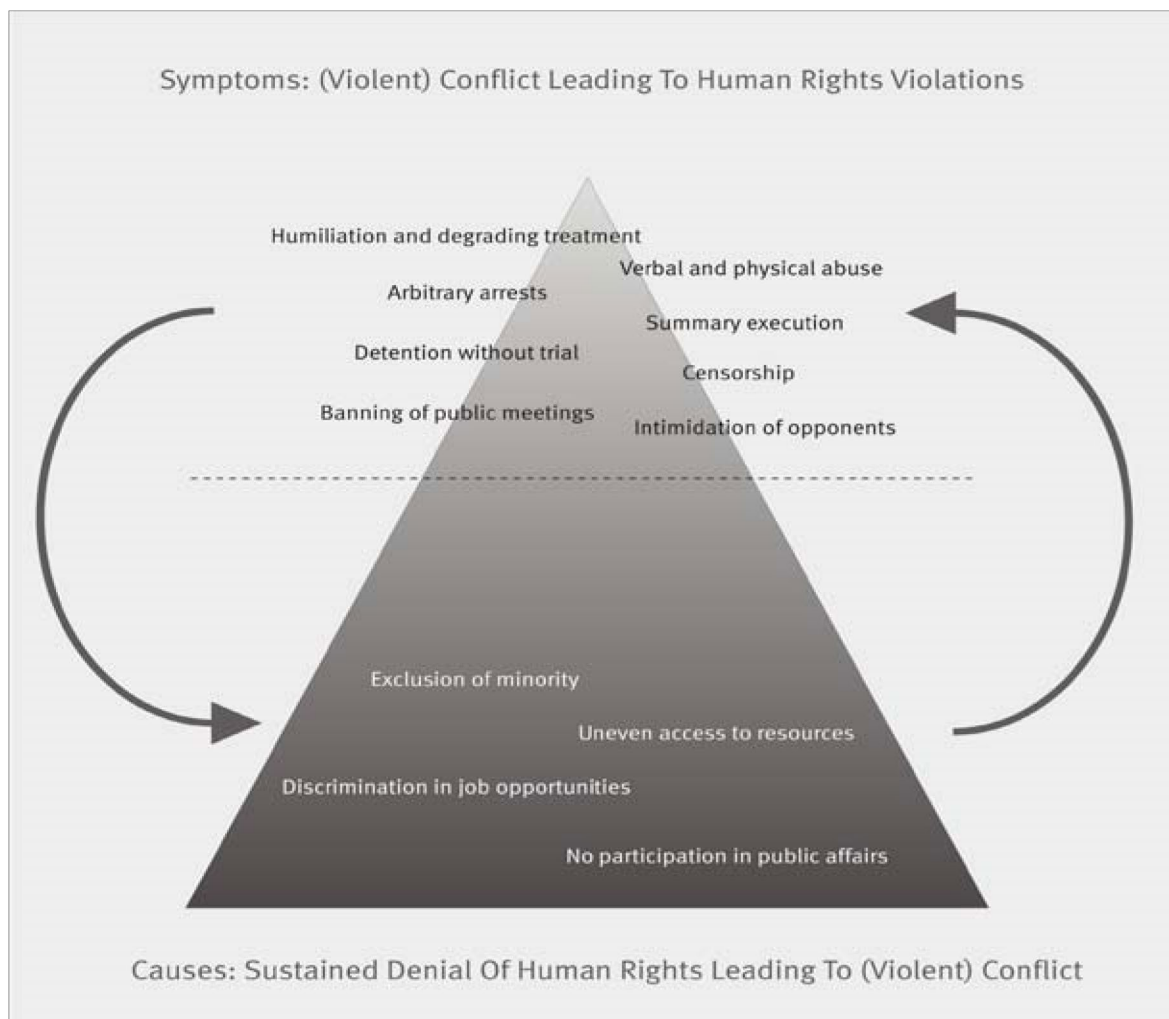 Symptoms: (Violent) Conflict Leading To Human Rights Violations
Humiliation and degrading treatment
Verbal and physical abuse
Arbitrary arrests
Summary execution
Detention without trial
Censorship
Banning of public meetings
Intimidation of opponents
Exclusion of minority
Uneven access to resources
Discrimination in job opportunities
No participation in public affairs
Causes: Sustained Denial Of Human Rights Leading To (Violent) Conflict